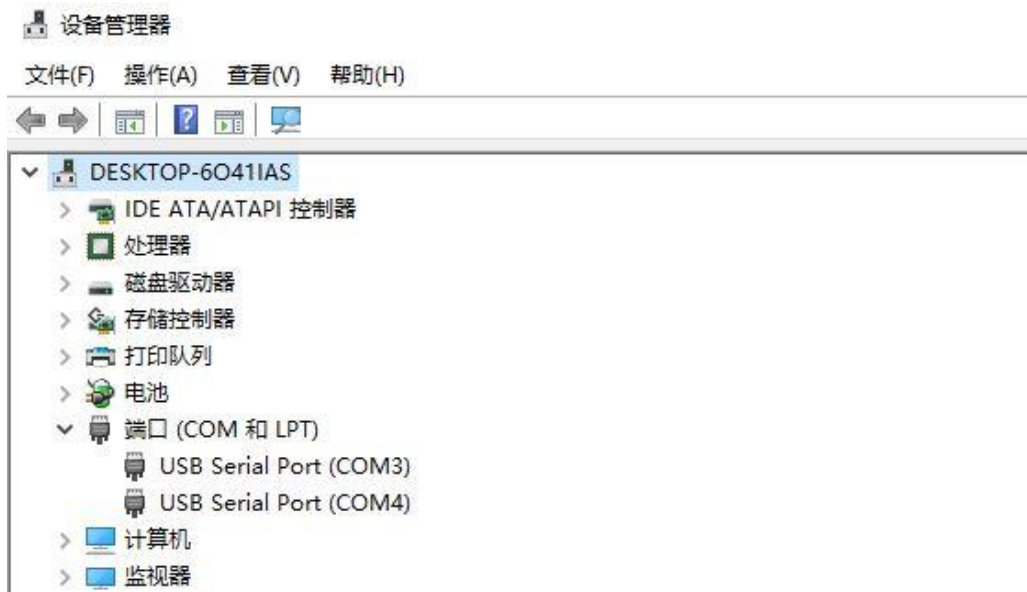 设备管理器
文件(F) 操作(A) 查看(V) 帮助(H)
DESKTOP-6O41IAS
IDE ATA/ATAPI 控制器
处理器
磁盘驱动器
存储控制器
打印队列
电池
端口 (COM 和 LPT)
USB Serial Port (COM3)
USB Serial Port (COM4)
计算机
监视器